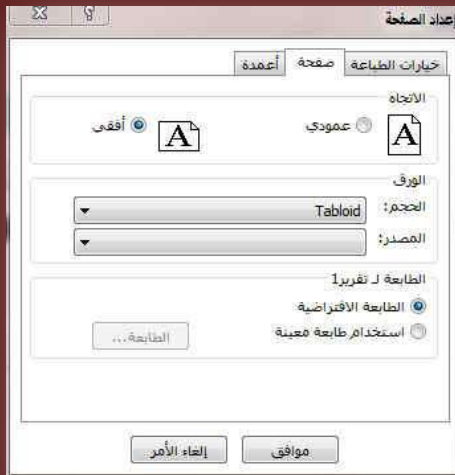 إعداد الصفحة
خيارات الطباعة صفحة أعمدة
الاتجاه
A عمودي A أفقي
الورق
الحجم: Tabloid
المصدر:
الطابعة لـ تقرير1
الطابعة الافتراضية
استخدام طابعة معينة الطابعة...
موافق إلغاء الأمر